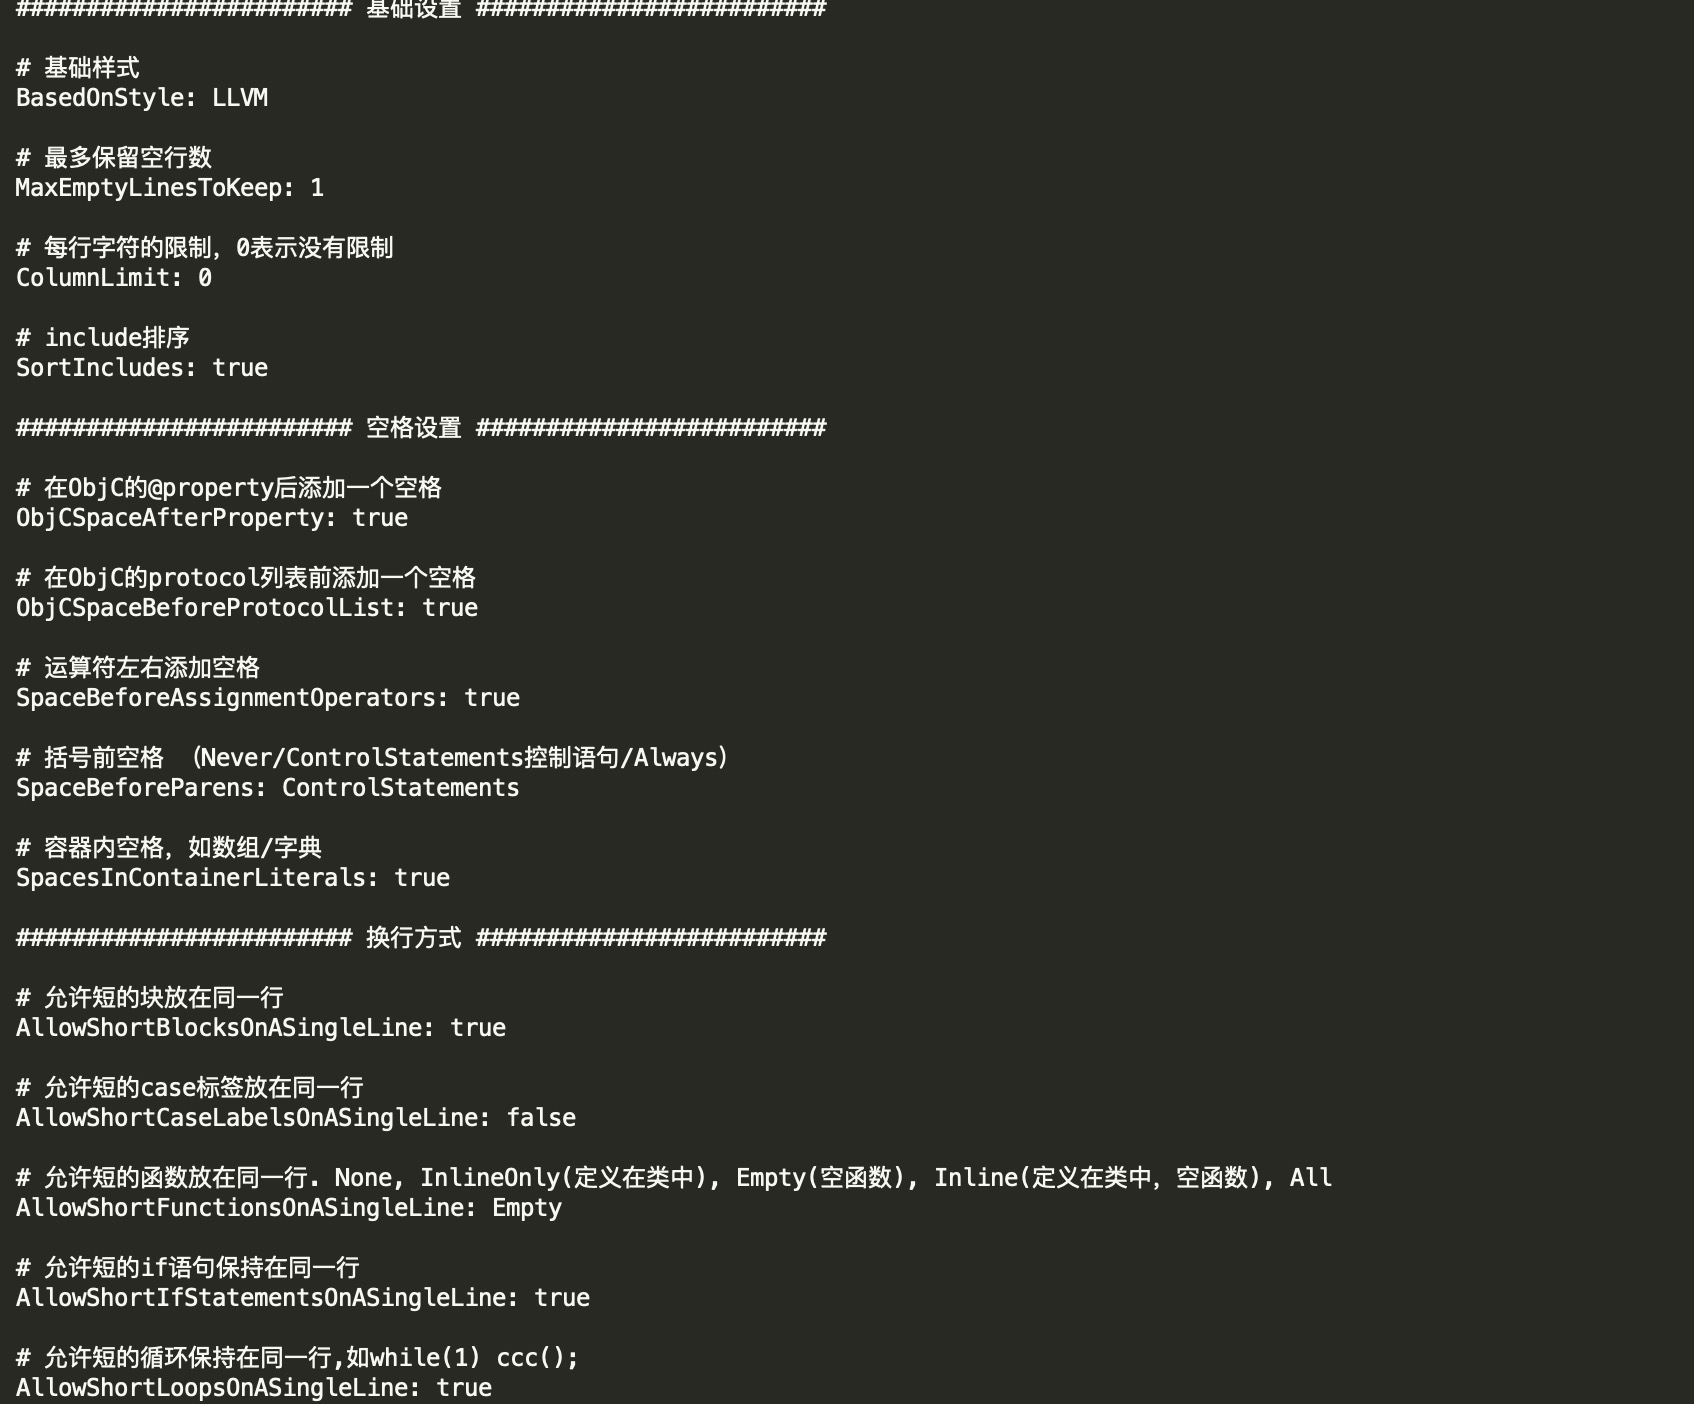 ######################## 基础设置 #########################
# 基础样式
BasedOnStyle: LLVM
# 最多保留空行数
MaxEmptyLinesToKeep: 1
# 每行字符的限制，0表示没有限制
ColumnLimit: 0
# include排序
SortIncludes: true
######################## 空格设置 #########################
# 在ObjC的@property后添加一个空格
ObjCSpaceAfterProperty: true
# 在ObjC的protocol列表前添加一个空格
ObjCSpaceBeforeProtocolList: true
# 运算符左右添加空格
SpaceBeforeAssignmentOperators: true
# 括号前空格 （Never/ControlStatements控制语句/Always）
SpaceBeforeParens: ControlStatements
# 容器内空格，如数组/字典
SpacesInContainerLiterals: true
######################## 换行方式 #########################
# 允许短的块放在同一行
AllowShortBlocksOnASingleLine: true
# 允许短的case标签放在同一行
AllowShortCaseLabelsOnASingleLine: false
# 允许短的函数放在同一行. None, InlineOnly(定义在类中), Empty(空函数), Inline(定义在类中，空函数), All
AllowShortFunctionsOnASingleLine: Empty
# 允许短的if语句保持在同一行
AllowShortIfStatementsOnASingleLine: true
# 允许短的循环保持在同一行,如while(1) ccc();
AllowShortLoopsOnASingleLine: true